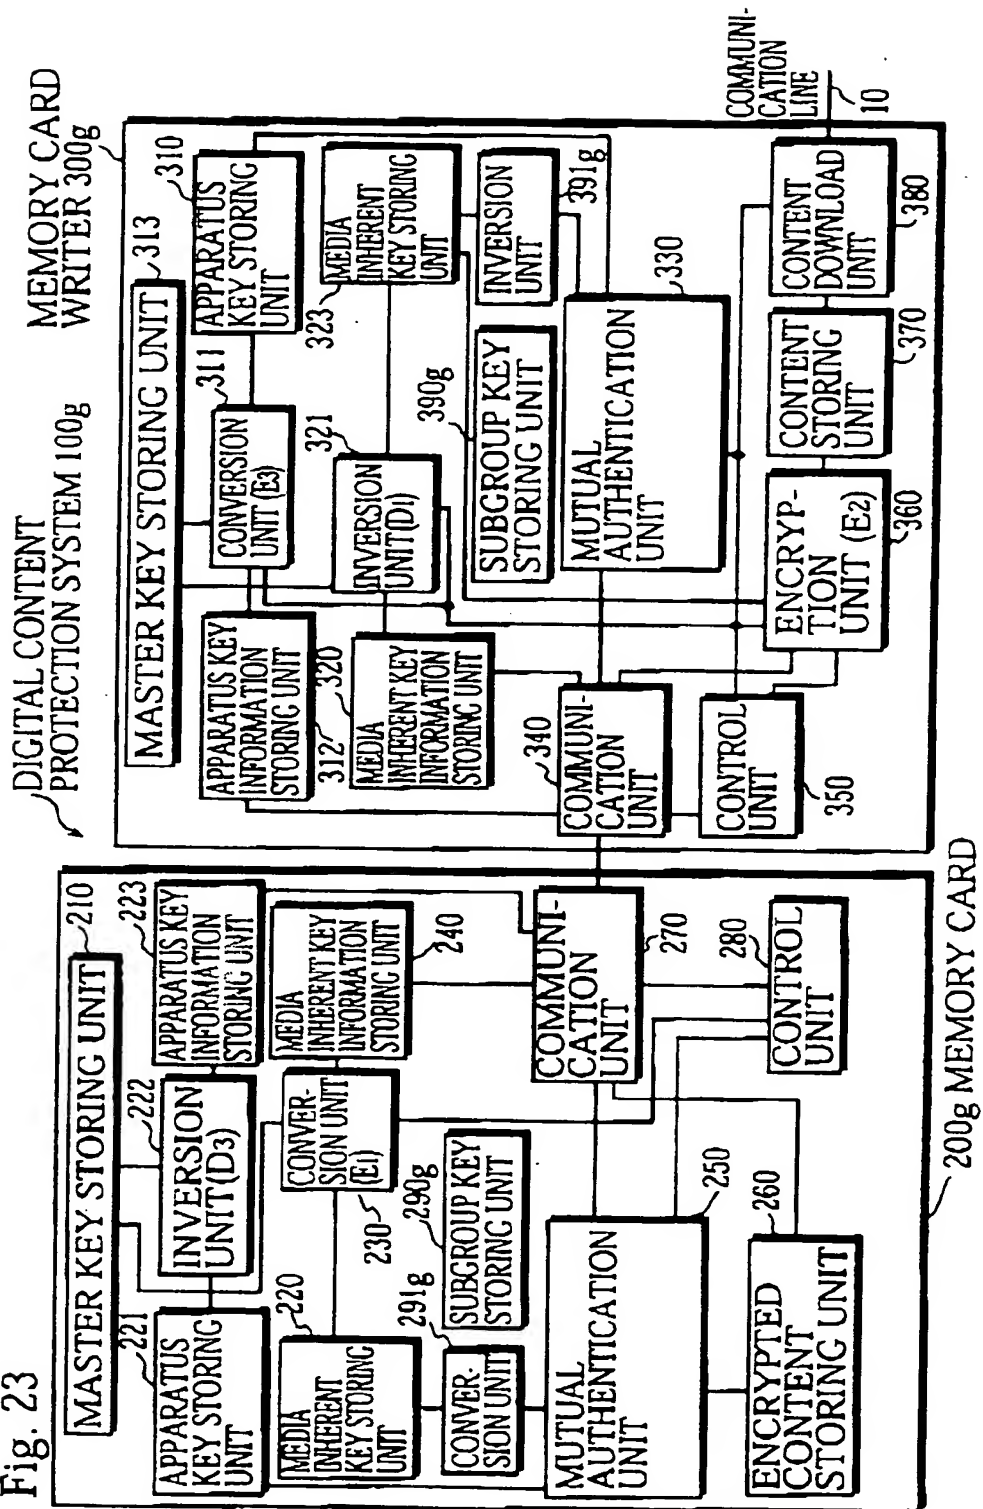 Fig. 23
DIGITAL CONTENT
PROTECTION SYSTEM 100g
MEMORY CARD
WRITER 300g
MASTER KEY STORING UNIT
210
APPARATUS
KEY STORING
UNIT
221
INVERSION
UNIT(D3)
222
APPARATUS KEY
INFORMATION
STORING UNIT
223
MEDIA
INHERENT
KEY STORING
UNIT
220
CONVER-
SION UNIT
(E1)
230
MEDIA
INHERENT KEY
INFORMATION
STORING UNIT
240
CONVER-
SION UNIT
291g
SUBGROUP KEY
STORING UNIT
290g
MUTUAL
AUTHENTICATION
UNIT
250
COMMUNI-
CATION
UNIT
270
ENCRYPTED
CONTENT
STORING UNIT
260
CONTROL
UNIT
280
200g MEMORY CARD
MASTER KEY STORING UNIT
313
APPARATUS KEY
INFORMATION
STORING UNIT
312
CONVERSION
UNIT (E3)
311
APPARATUS
KEY STORING
UNIT
310
MEDIA
INHERENT KEY
INFORMATION
STORING UNIT
320
INVERSION
UNIT(D1)
321
MEDIA
INHERENT
KEY STORING
UNIT
323
SUBGROUP KEY
STORING UNIT
390g
INVERSION
UNIT
391g
COMMUNI-
CATION
UNIT
340
MUTUAL
AUTHENTICATION
UNIT
330
CONTROL
UNIT
350
ENCRYP-
TION
UNIT (E2)
360
CONTENT
STORING
UNIT
370
CONTENT
DOWNLOAD
UNIT
380
COMMUNI-
CATION
LINE
10